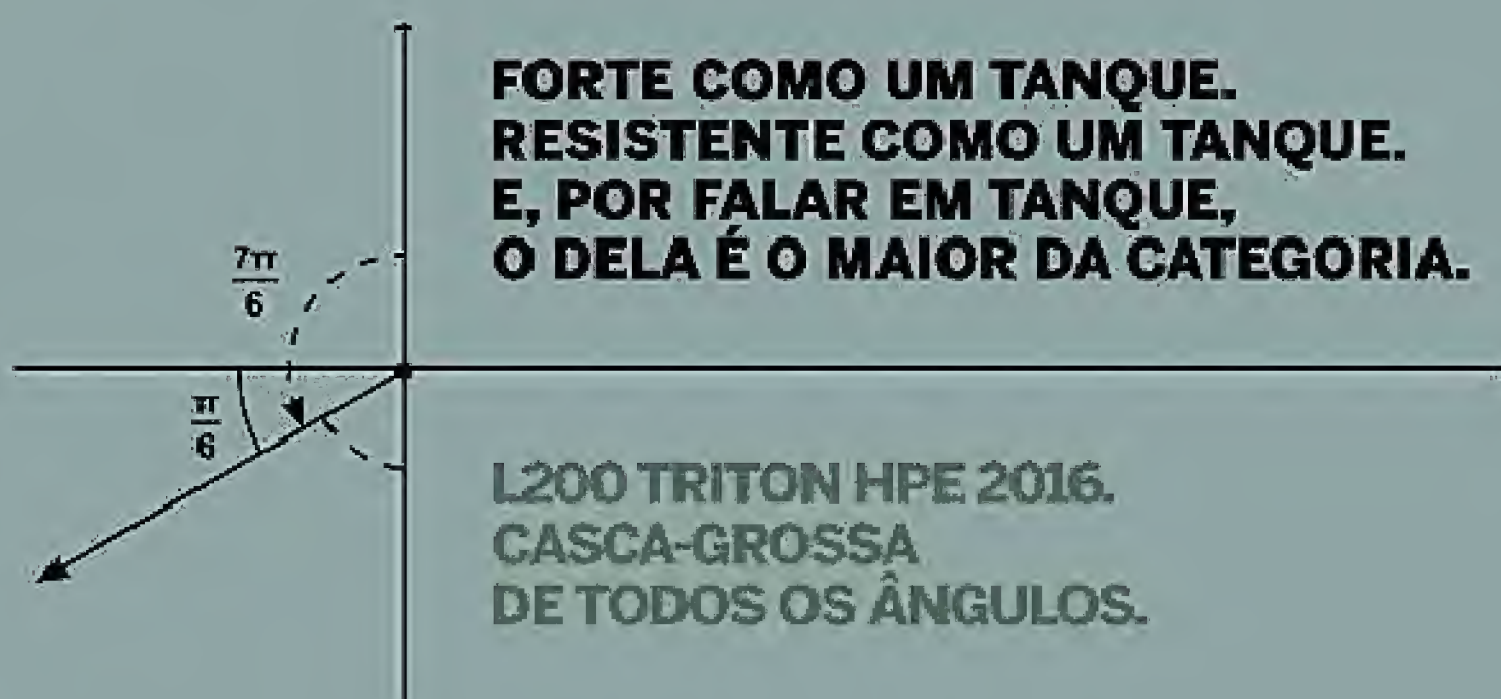 FORTE COMO UM TANQUE.
RESISTENTE COMO UM TANQUE.
E, POR FALAR EM TANQUE,
O DELA É O MAIOR DA CATEGORIA.
7π
6
π
6
L200 TRITON HPE 2016.
CASCA-GROSSA
DE TODOS OS ÂNGULOS.